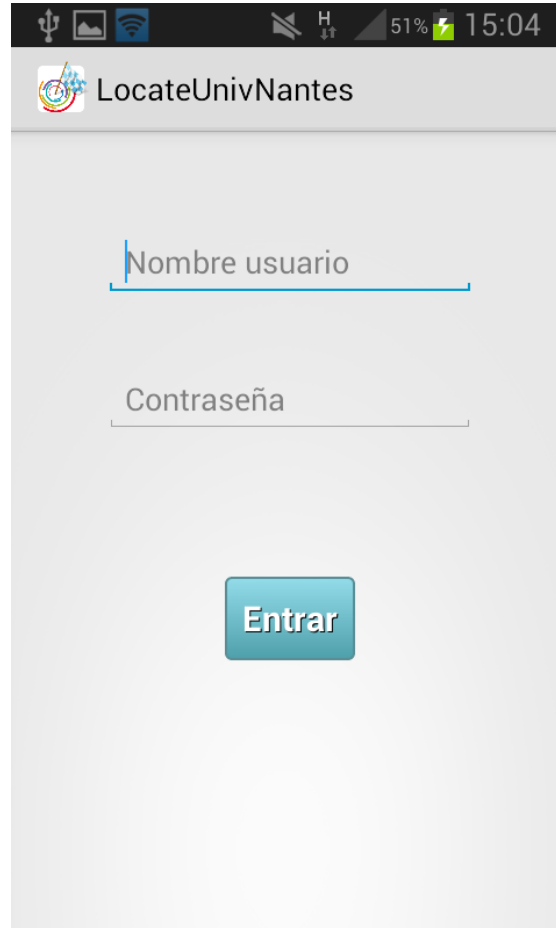 H 51% 15:04
LocateUnivNantes
Nombre usuario
Contraseña
Entrar